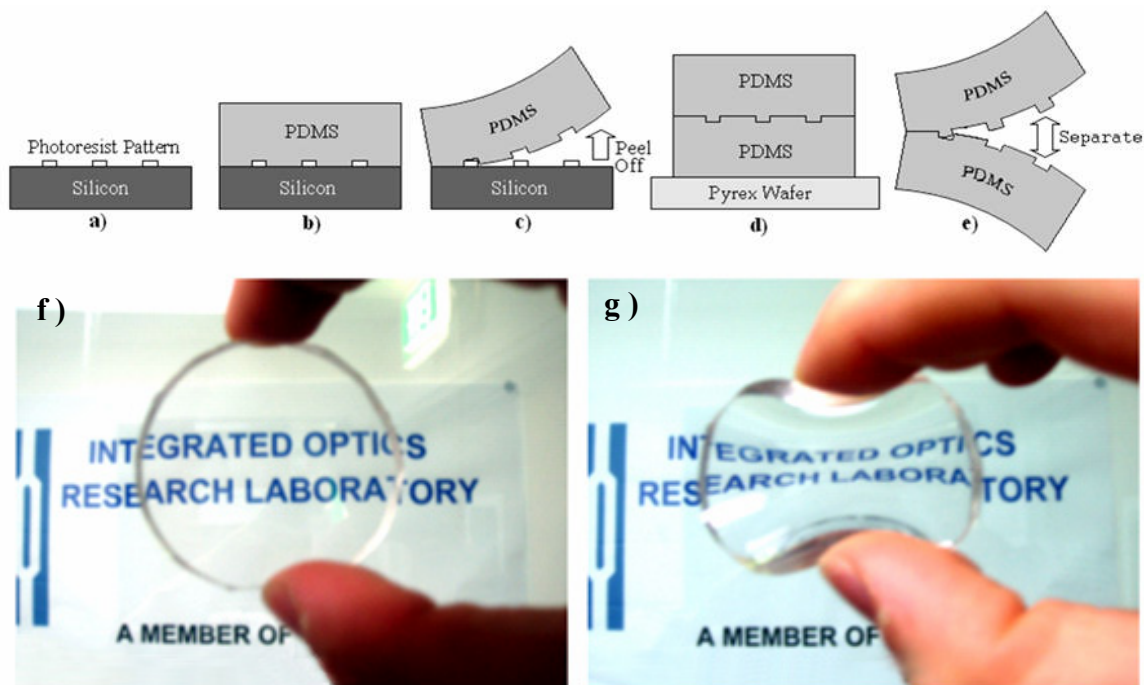 Photoresist Pattern
Silicon
a)
PDMS
Silicon
b)
PDMS
Peel
Off
Silicon
c)
PDMS
PDMS
Pyrex Wafer
d)
PDMS
Separate
PDMS
e)
f )
INTEGRATED OPTICS
RESEARCH LABORATORY
A MEMBER OF
g )
INTEGRATED OPTICS
RESEARCH LABORATORY
A MEMBER OF